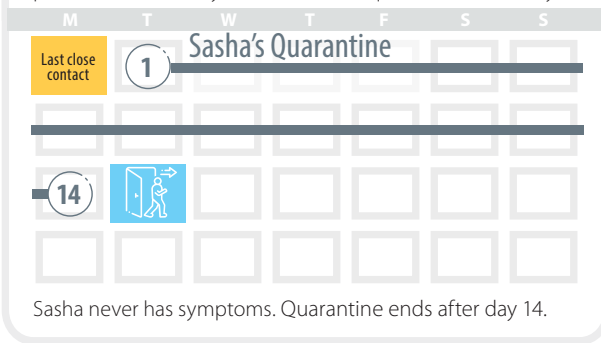 M T W T F S S
Sasha's Quarantine
Last close
contact
1
14
Sasha never has symptoms. Quarantine ends after day 14.